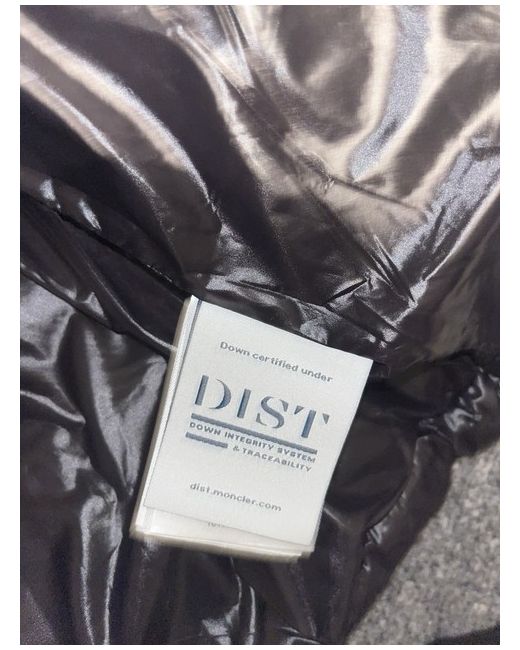 Down certified under
DIST
DOWN INTEGRITY SYSTEM
& TRACEABILITY
dist.moncler.com